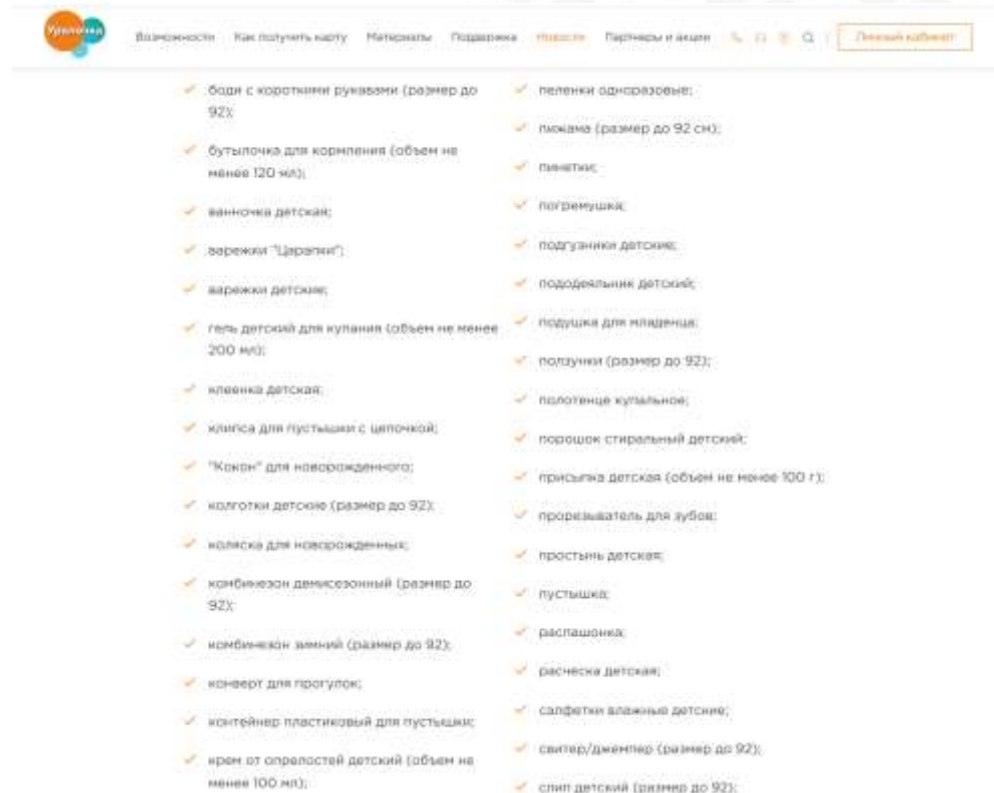 Уралочка
Возможности Как получить карту Материалы Поддержка Новости Партнеры и акции Личный кабинет
боди с короткими рукавами (размер до
92);
бутылочка для кормления (объем не
менее 120 мл);
ванночка детская;
варежки "Царапки";
варежки детские;
гель детский для купания (объем не менее
200 мл);
клеенка детская;
клипса для пустышки с цепочкой;
"Кокон" для новорожденного;
колготки детские (размер до 92);
коляска для новорожденных;
комбинезон демисезонный (размер до
92);
комбинезон зимний (размер до 92);
конверт для прогулок;
контейнер пластиковый для пустышки;
крем от опрелостей детский (объем не
менее 100 мл);
пеленки одноразовые;
пижама (размер до 92 см);
пинетки;
погремушка;
подгузники детские;
пододеяльник детский;
подушка для младенца;
ползунки (размер до 92);
полотенце купальное;
порошок стиральный детский;
присыпка детская (объем не менее 100 г);
прорезыватель для зубов;
простынь детская;
пустышка;
распашонка;
расческа детская;
салфетки влажные детские;
свитер/джемпер (размер до 92);
слип детский (размер до 92);